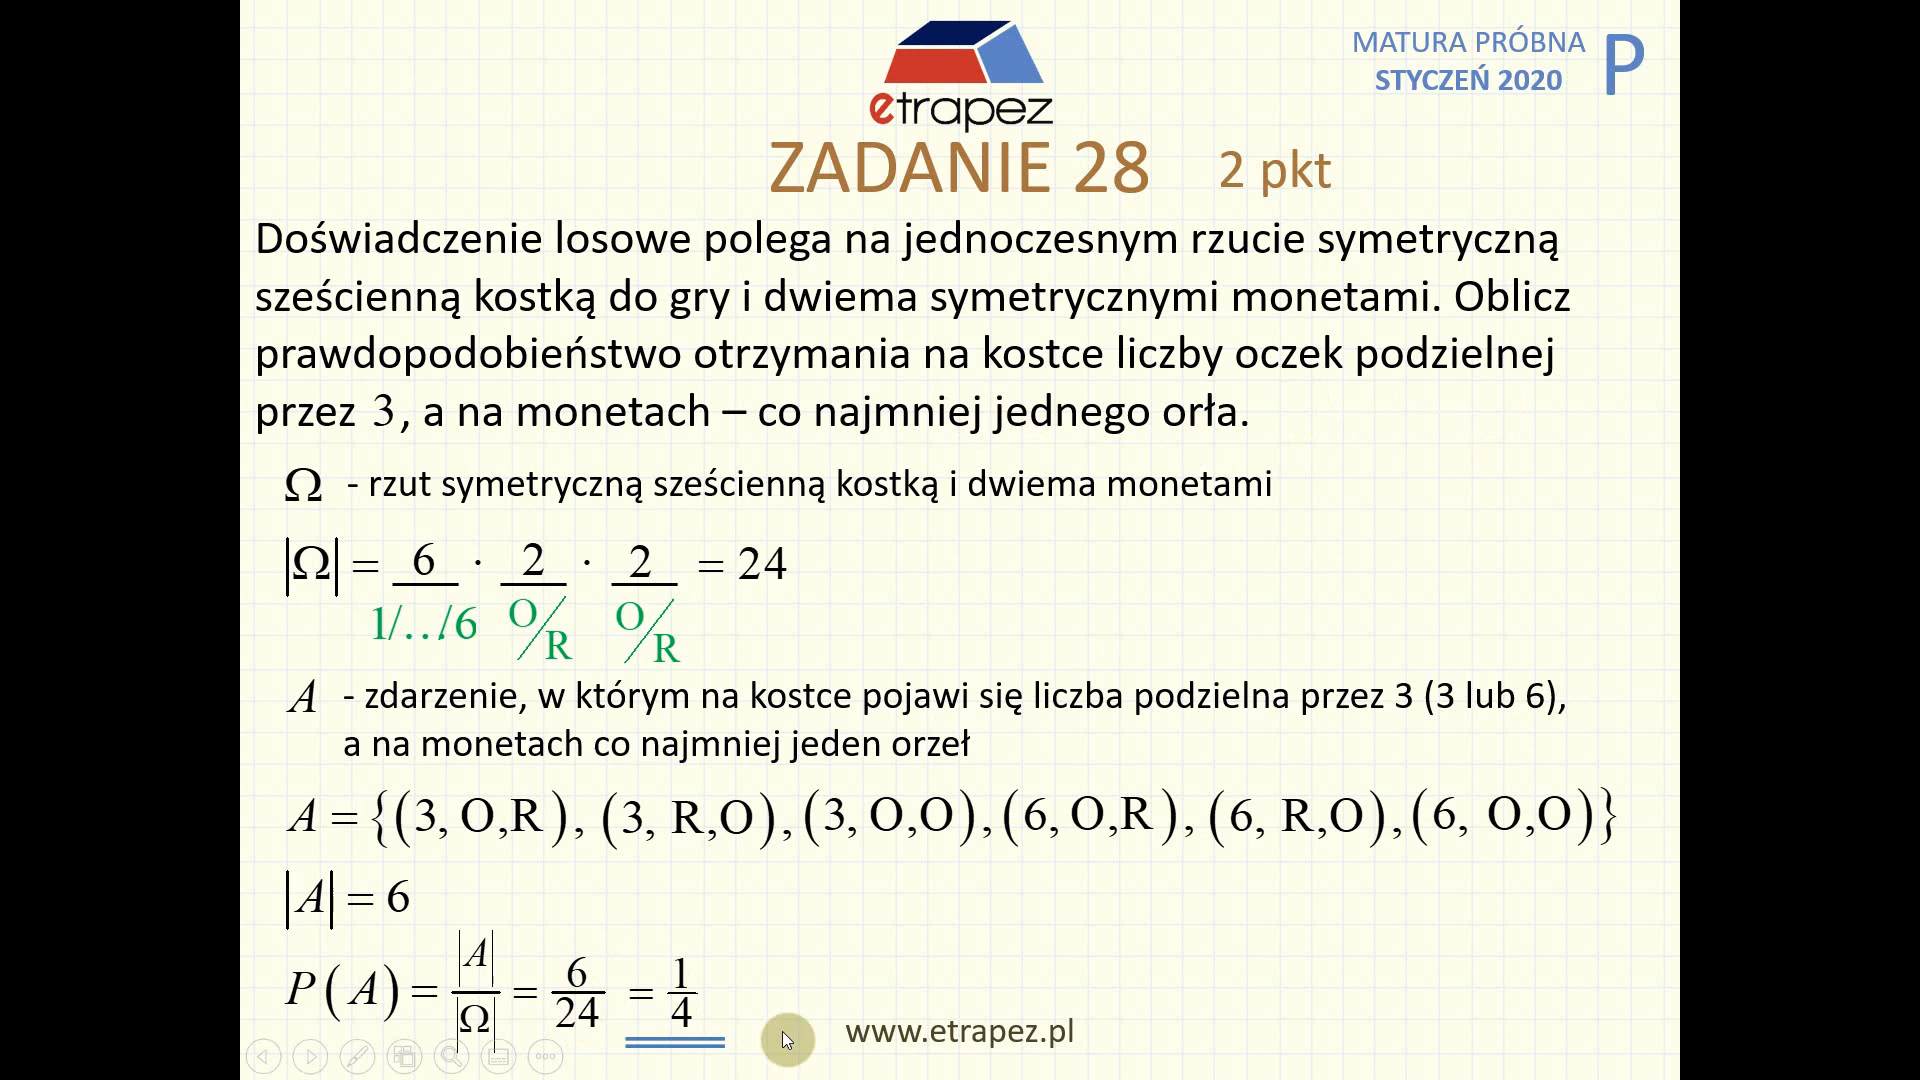 etrapez
MATURA PRÓBNA
STYCZEŃ 2020
P
ZADANIE 28 2 pkt
Doświadczenie losowe polega na jednoczesnym rzucie symetryczną
sześcienną kostką do gry i dwiema symetrycznymi monetami. Oblicz
prawdopodobieństwo otrzymania na kostce liczby oczek podzielnej
przez 3, a na monetach – co najmniej jednego orła.
Ω - rzut symetryczną sześcienną kostką i dwiema monetami
|Ω| = 6 · 2 · 2 = 24
1/…/6 O/R O/R
A - zdarzenie, w którym na kostce pojawi się liczba podzielna przez 3 (3 lub 6),
a na monetach co najmniej jeden orzeł
A = {(3, O,R), (3, R,O), (3, O,O), (6, O,R), (6, R,O), (6, O,O)}
|A| = 6
P(A) = |A|/|Ω| = 6/24 = 1/4
www.etrapez.pl